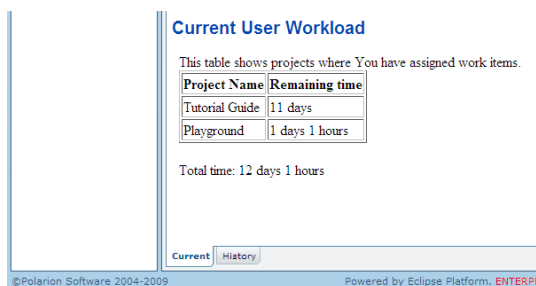 Current User Workload
This table shows projects where You have assigned work items.
Project Name Remaining time
Tutorial Guide 11 days
Playground 1 days 1 hours
Total time: 12 days 1 hours
Current History
©Polarion Software 2004-2009 Powered by Eclipse Platform. ENTERP